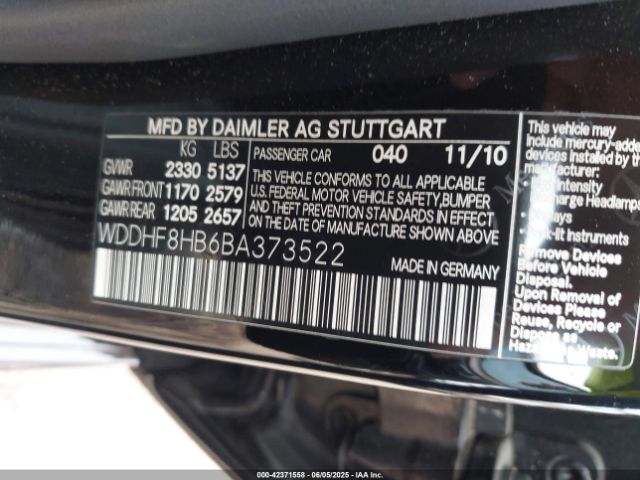 MFD BY DAIMLER AG STUTTGART
KG LBS
GVWR 2330 5137
GAWR FRONT 1170 2579
GAWR REAR 1205 2657
PASSENGER CAR 040 11/10
THIS VEHICLE CONFORMS TO ALL APPLICABLE
U.S. FEDERAL MOTOR VEHICLE SAFETY, BUMPER
AND THEFT PREVENTION STANDARDS IN EFFECT
ON THE DATE OF MANUFACTURE SHOWN ABOVE.
WDDHF8HB6BA373522
MADE IN GERMANY
This vehicle may
include mercury-added
devices installed by the
manufacturer:
Intensity
Discharge Headlamps
Remove Devices
Before Vehicle
Disposal.
Upon Removal of
Devices Please
Reuse, Recycle or
Dispose as
Hazardous Waste.
000-42371558 | 06/05/2025 | IAA Inc.